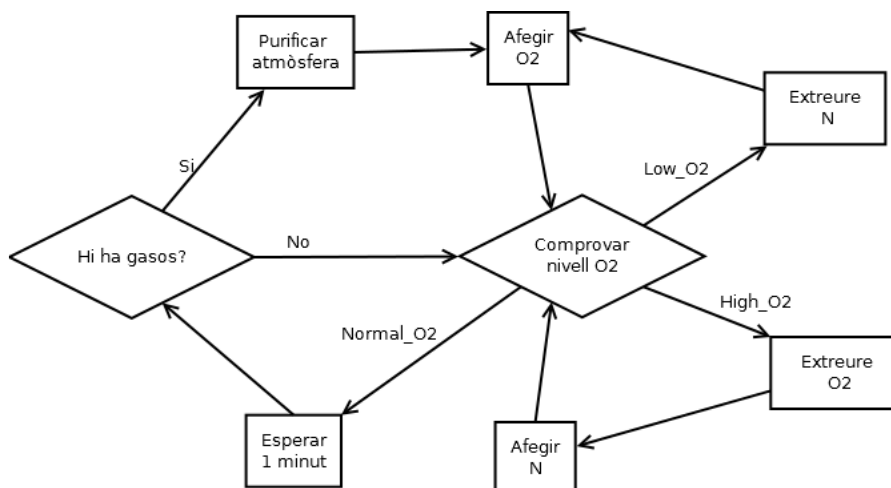 Purificar
atmòsfera
Afegir
O2
Extreure
N
Si
Low_O2
Hi ha gasos?
No
Comprovar
nivell O2
High_O2
Normal_O2
Extreure
O2
Esperar
1 minut
Afegir
N